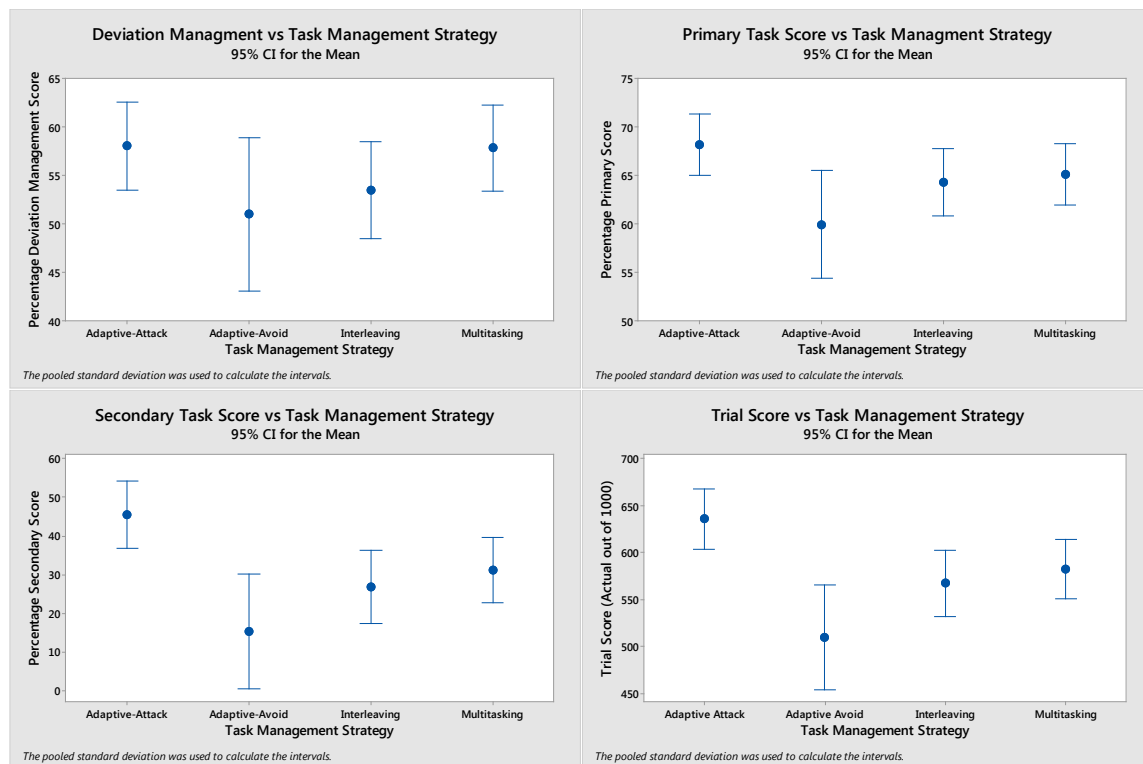 Deviation Managment vs Task Management Strategy
95% CI for the Mean
Percentage Deviation Management Score
65
60
55
50
45
40
Adaptive-Attack Adaptive-Avoid Interleaving Multitasking
Task Management Strategy
The pooled standard deviation was used to calculate the intervals.
Primary Task Score vs Task Managment Strategy
95% CI for the Mean
Percentage Primary Score
75
70
65
60
55
50
Adaptive-Attack Adaptive-Avoid Interleaving Multitasking
Task Management Strategy
The pooled standard deviation was used to calculate the intervals.
Secondary Task Score vs Task Management Strategy
95% CI for the Mean
Percentage Secondary Score
60
50
40
30
20
10
0
Adaptive-Attack Adaptive-Avoid Interleaving Multitasking
Task Management Strategy
The pooled standard deviation was used to calculate the intervals.
Trial Score vs Task Management Strategy
95% CI for the Mean
Trial Score (Actual out of 1000)
700
650
600
550
500
450
Adaptive Attack Adaptive Avoid Interleaving Multitasking
Task Management Strategy
The pooled standard deviation was used to calculate the intervals.